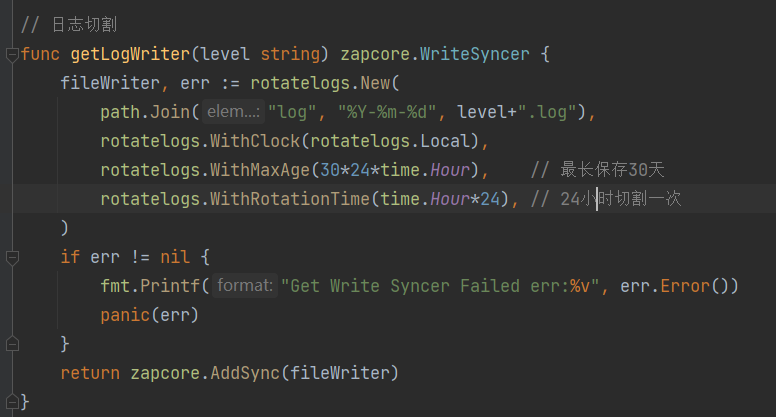 // 日志切割
func getLogWriter(level string) zapcore.WriteSyncer {
    fileWriter, err := rotatelogs.New(
        path.Join( elem...: "log", "%Y-%m-%d", level+".log"),
        rotatelogs.WithClock(rotatelogs.Local),
        rotatelogs.WithMaxAge(30*24*time.Hour),    // 最长保存30天
        rotatelogs.WithRotationTime(time.Hour*24), // 24小时切割一次
    )
    if err != nil {
        fmt.Printf( format: "Get Write Syncer Failed err:%v", err.Error())
        panic(err)
    }
    return zapcore.AddSync(fileWriter)
}